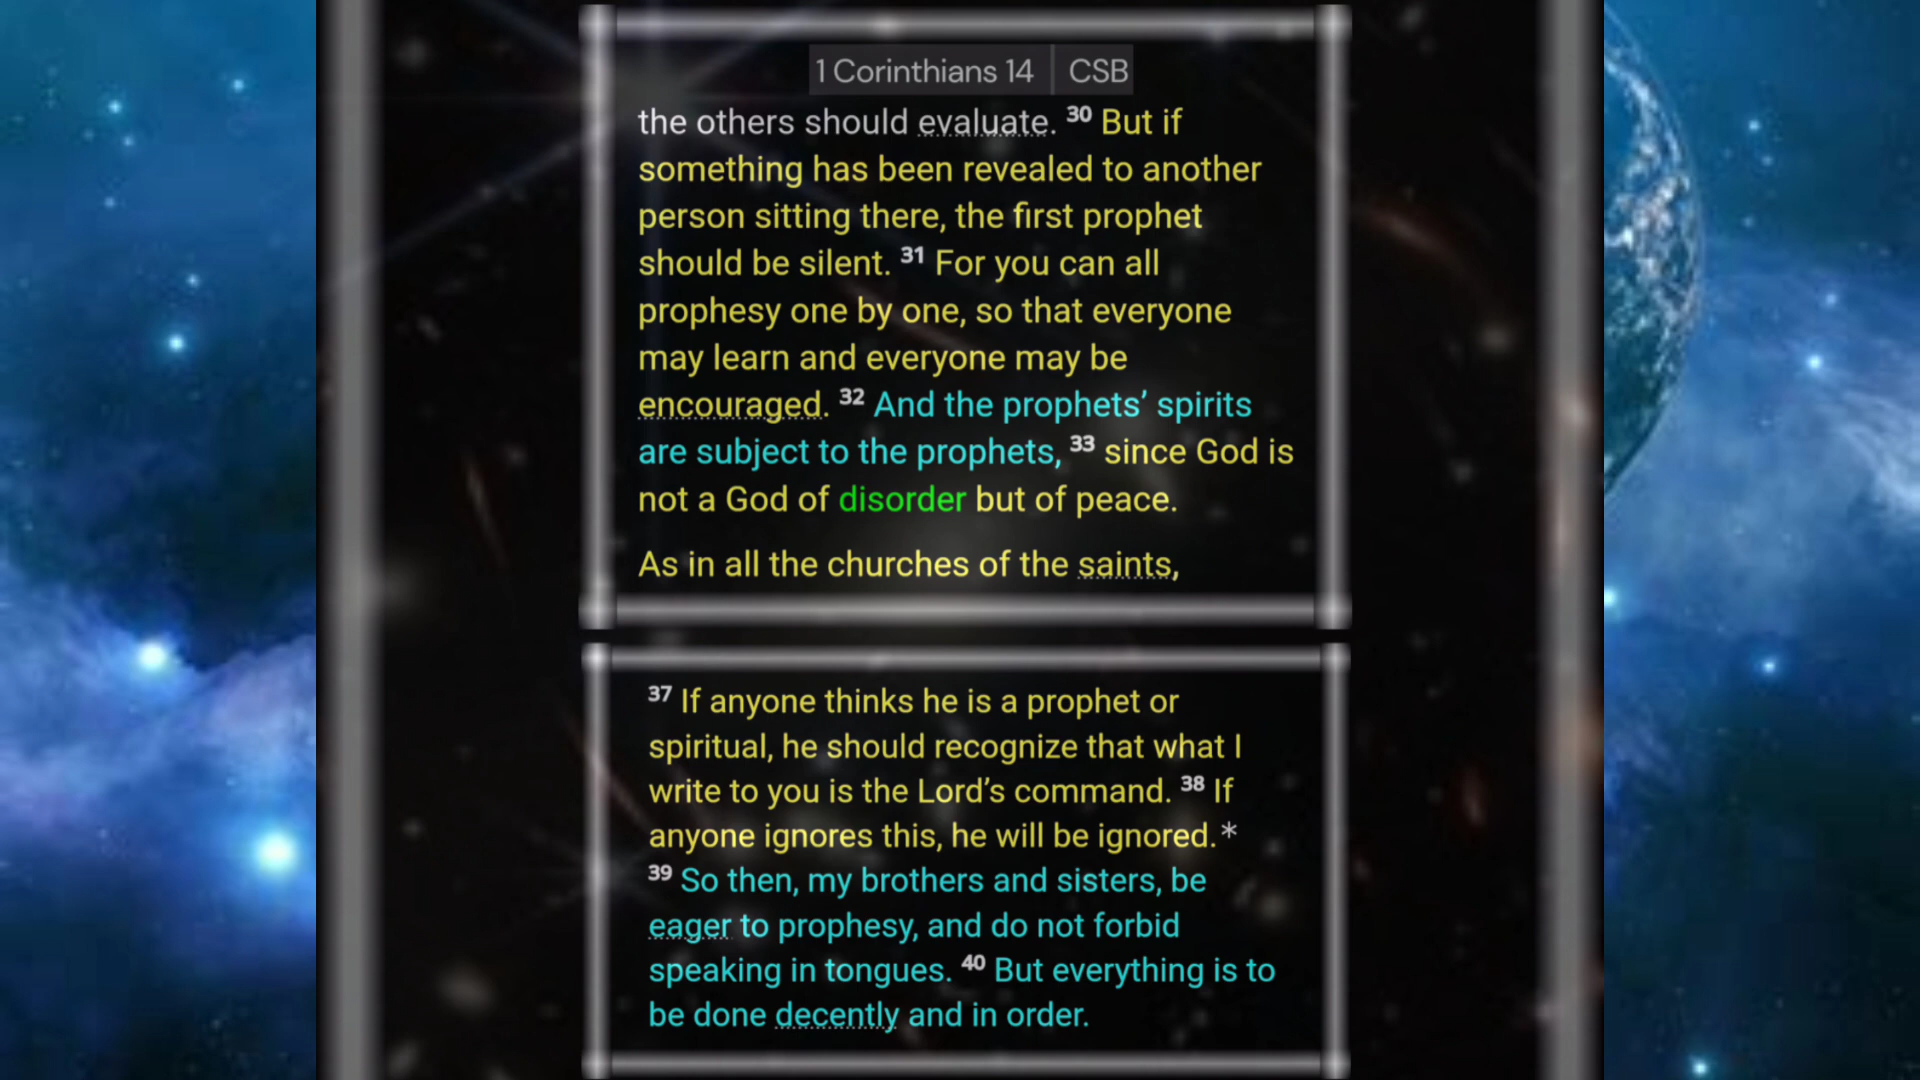 1 Corinthians 14 CSB
the others should evaluate. 30 But if
something has been revealed to another
person sitting there, the first prophet
should be silent. 31 For you can all
prophesy one by one, so that everyone
may learn and everyone may be
encouraged. 32 And the prophets’ spirits
are subject to the prophets, 33 since God is
not a God of disorder but of peace.
As in all the churches of the saints,
37 If anyone thinks he is a prophet or
spiritual, he should recognize that what I
write to you is the Lord’s command. 38 If
anyone ignores this, he will be ignored.*
39 So then, my brothers and sisters, be
eager to prophesy, and do not forbid
speaking in tongues. 40 But everything is to
be done decently and in order.